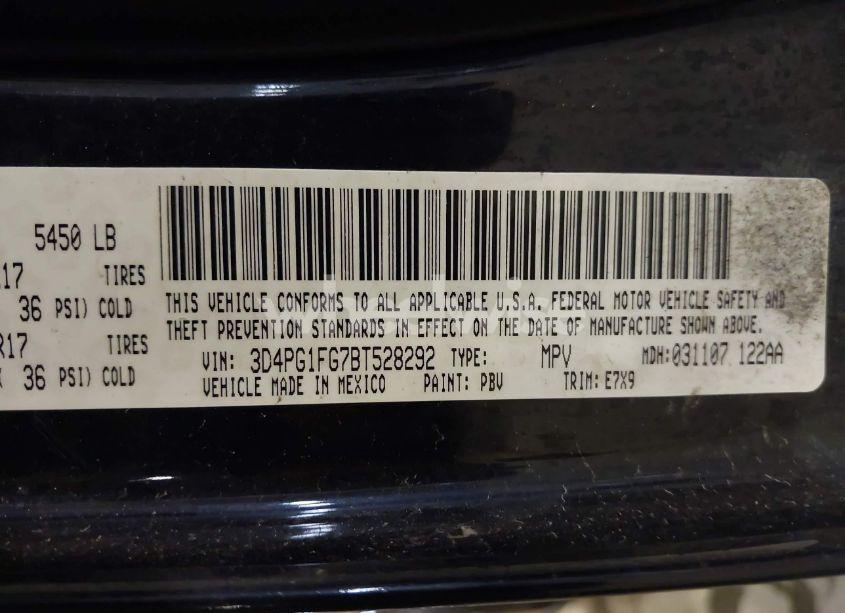 5450 LB
17 TIRES
36 PSI) COLD
R17 TIRES
36 PSI) COLD
THIS VEHICLE CONFORMS TO ALL APPLICABLE U.S.A. FEDERAL MOTOR VEHICLE SAFETY AND
THEFT PREVENTION STANDARDS IN EFFECT ON THE DATE OF MANUFACTURE SHOWN ABOVE.
VIN: 3D4PG1FG7BT528292 TYPE: MPV MDH:031107 122AA
VEHICLE MADE IN MEXICO PAINT: PBV TRIM: E7X9